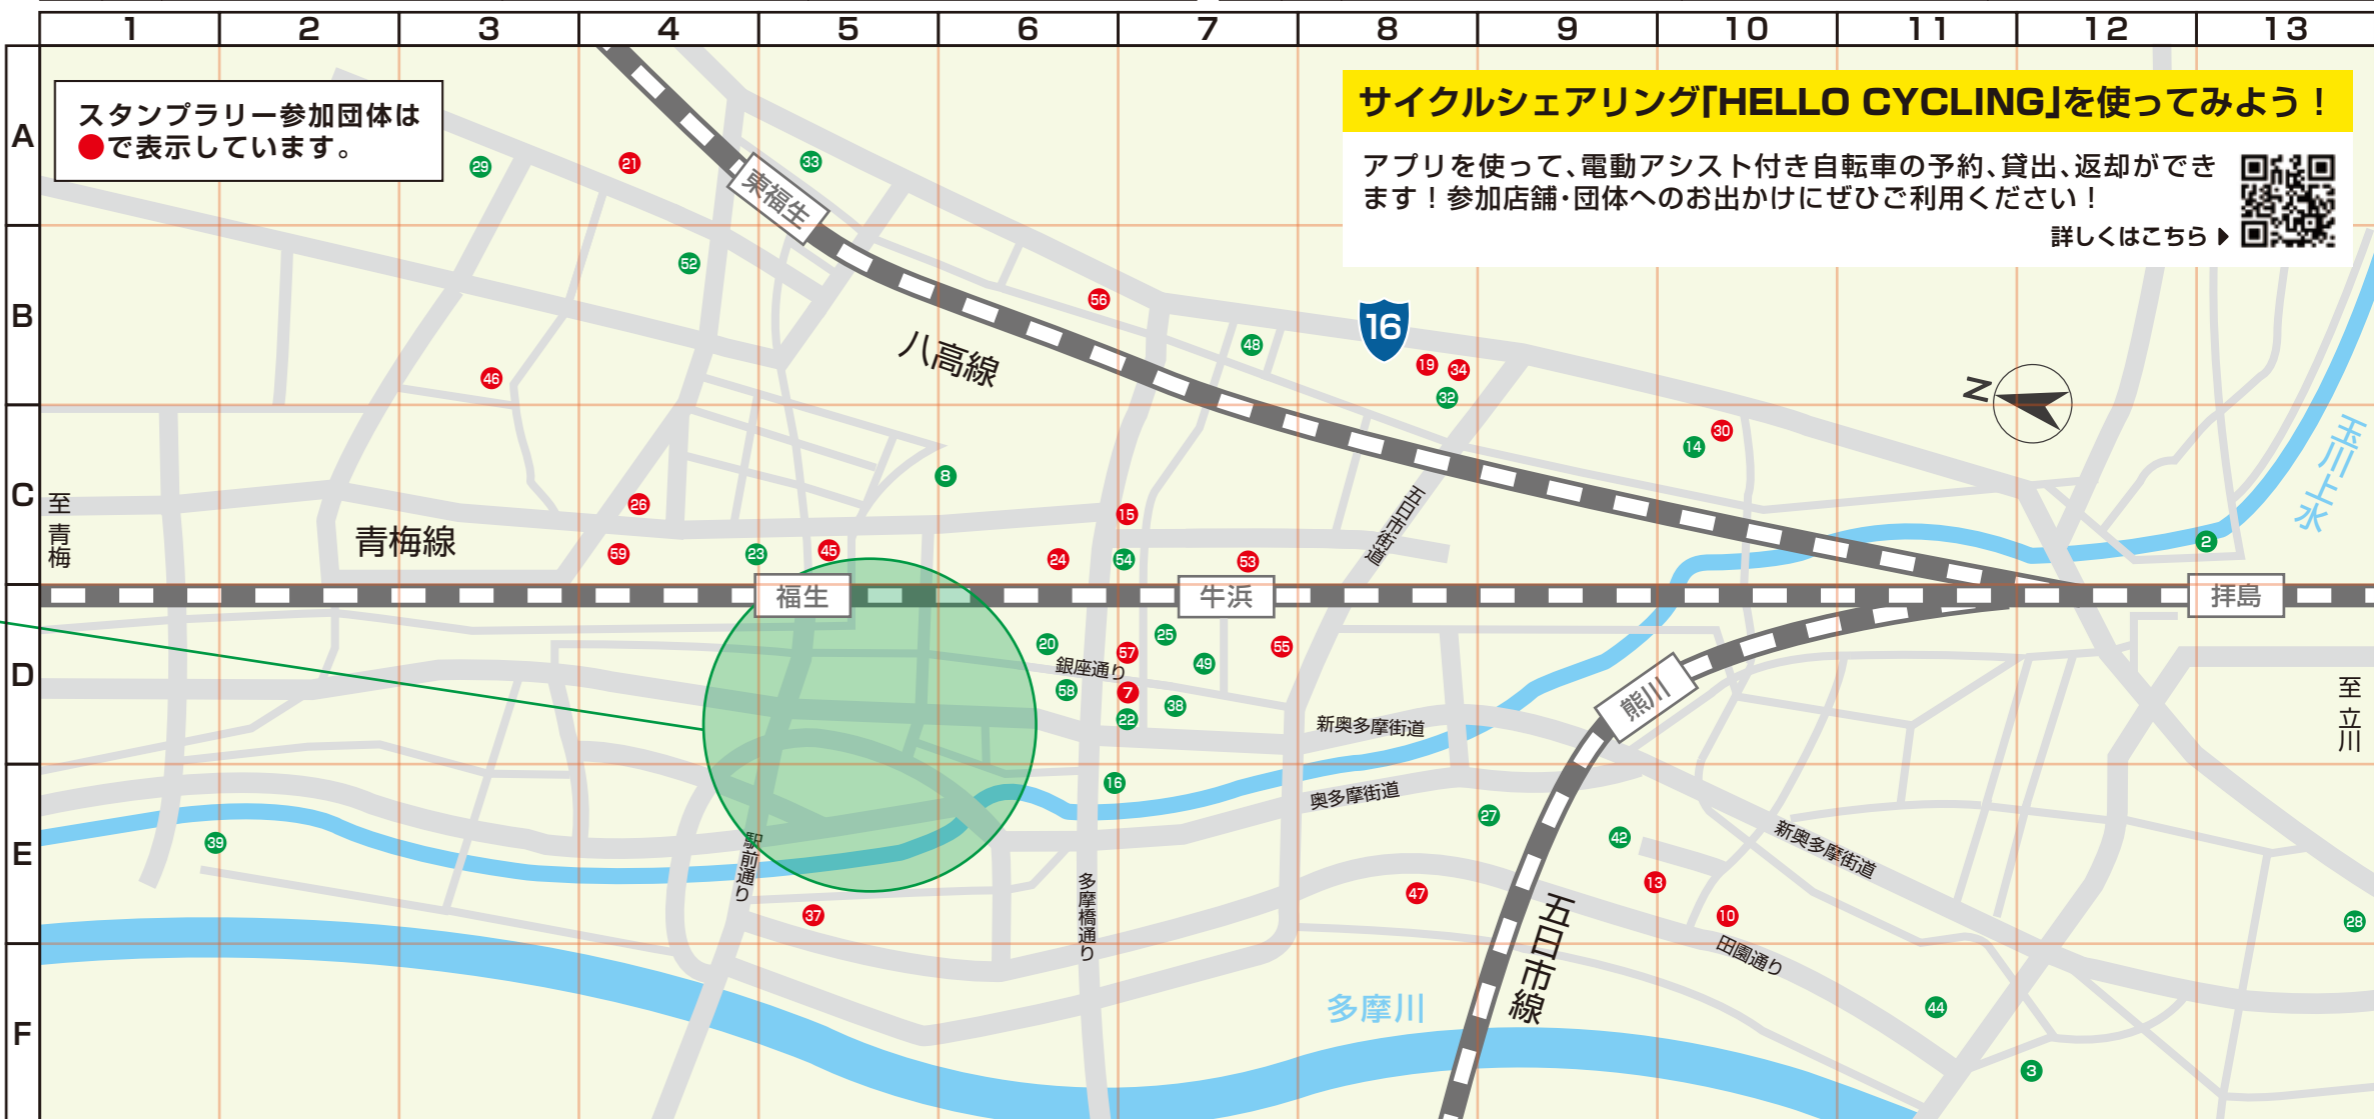 1 2 3 4 5 6 7 8 9 10 11 12 13
スタンプラリー参加団体は
●で表示しています。
サイクルシェアリング「HELLO CYCLING」を使ってみよう！
アプリを使って、電動アシスト付き自転車の予約、貸出、返却ができ
ます！参加店舗・団体へのお出かけにぜひご利用ください！
詳しくはこちら
A
29
21
33
東福生
B
52
56
八高線
48
16
19
34
32
46
N
C
至青梅
青梅線
26
59
23
45
8
15
24
54
53
五日市街道
14
30
玉川上水
2
福生
牛浜
拝島
D
20
57
25
49
55
銀座通り
58
7
38
22
新奥多摩街道
熊川
至立川
E
39
駅前通り
37
16
多摩橋通り
奥多摩街道
27
42
47
13
10
新奥多摩街道
28
田園通り
五日市線
F
多摩川
44
3